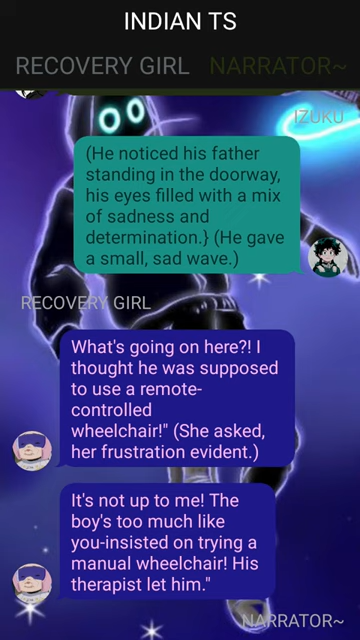 INDIAN TS
RECOVERY GIRL NARRATOR~
IZUKU
(He noticed his father
standing in the doorway,
his eyes filled with a mix
of sadness and
determination.} (He gave
a small, sad wave.)
RECOVERY GIRL
What's going on here?! I
thought he was supposed
to use a remote-
controlled
wheelchair!" (She asked,
her frustration evident.)
It's not up to me! The
boy's too much like
you-insisted on trying a
manual wheelchair! His
therapist let him."
NARRATOR~